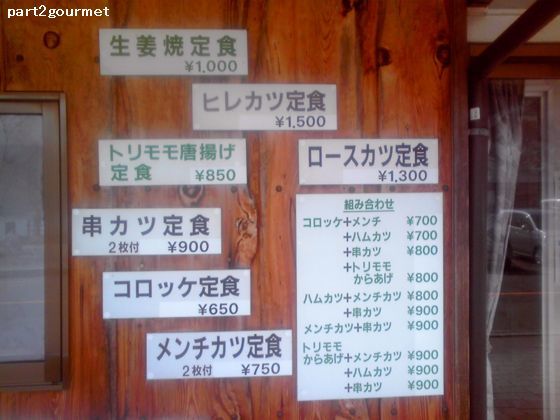 part2gourmet
生姜焼定食
¥1,000
ヒレカツ定食
¥1,500
トリモモ唐揚げ
定食 ¥850
ロースカツ定食
¥1,300
串カツ定食
2枚付 ¥900
コロッケ定食
¥650
メンチカツ定食
2枚付 ¥750
組み合わせ
コロッケ+メンチ ¥700
+ハムカツ ¥700
+串カツ ¥800
+トリモモ
からあげ ¥800
ハムカツ+メンチカツ ¥800
+串カツ ¥900
メンチカツ+串カツ ¥900
トリモモ
からあげ+メンチカツ ¥900
+ハムカツ ¥900
+串カツ ¥900